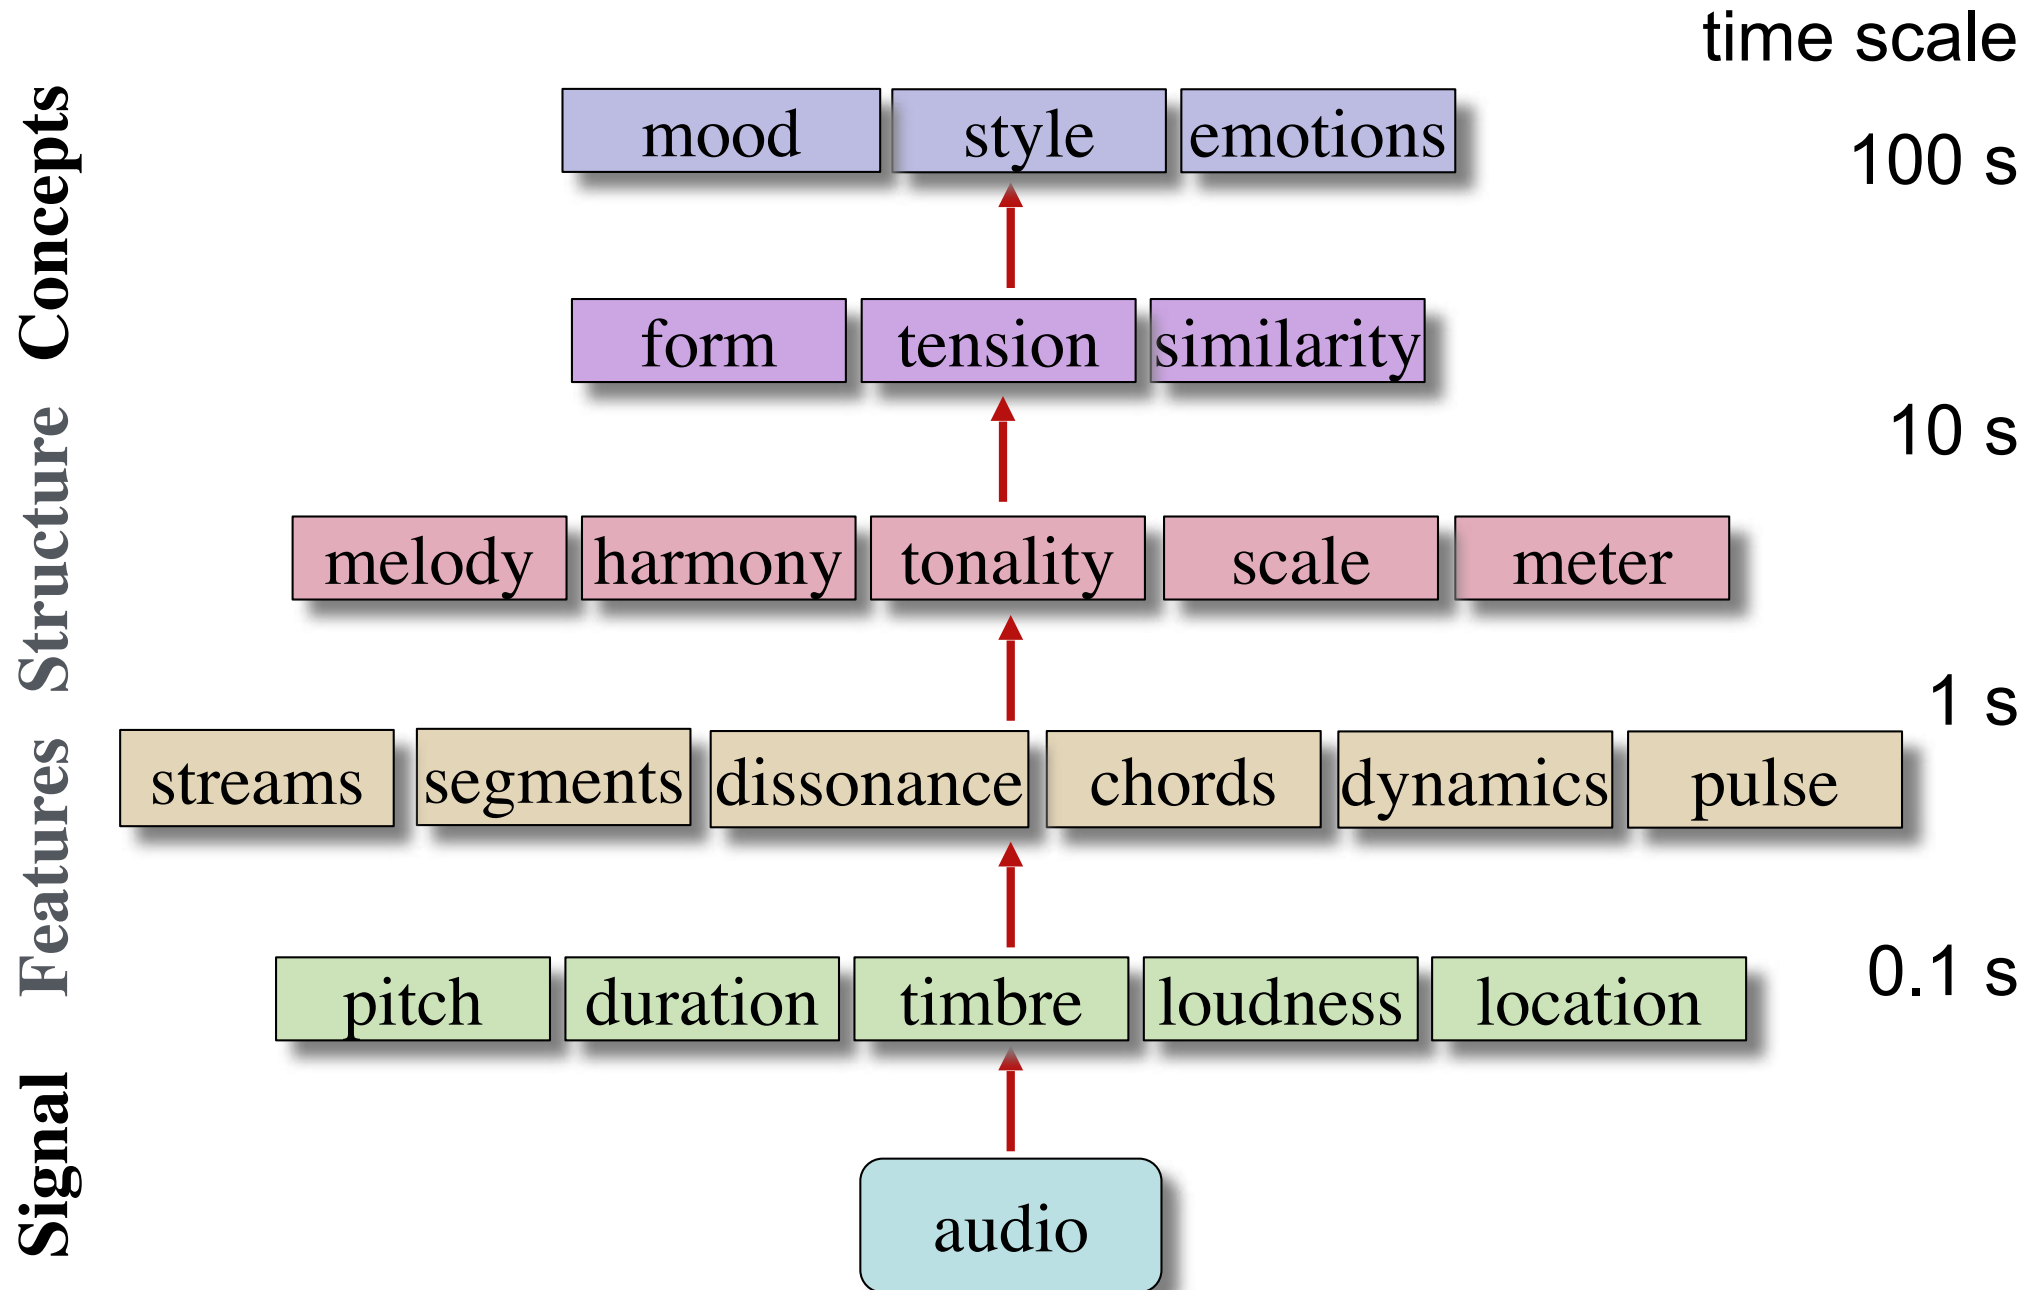 time scale
Concepts
mood style emotions
100 s
form tension similarity
10 s
Structure
melody harmony tonality scale meter
1 s
Features
streams segments dissonance chords dynamics pulse
0.1 s
pitch duration timbre loudness location
Signal
audio